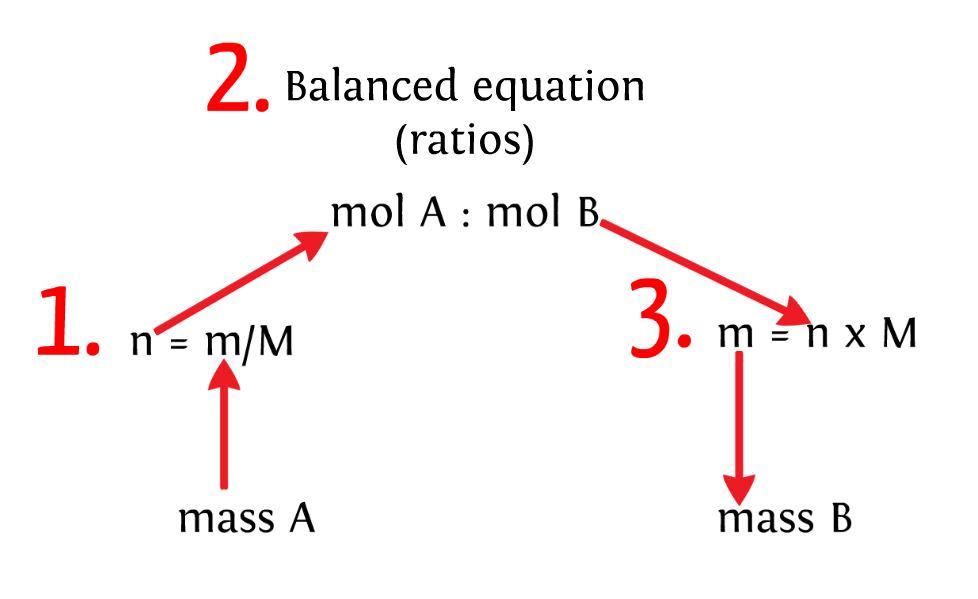 2. Balanced equation
(ratios)
mol A : mol B
1. n = m/M
3. m = n x M
mass A
mass B